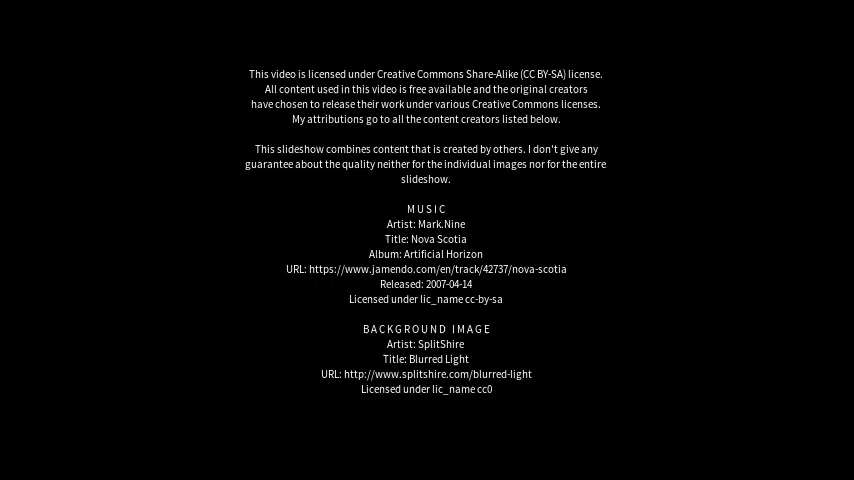 This video is licensed under Creative Commons Share-Alike (CC BY-SA) license.
All content used in this video is free available and the original creators
have chosen to release their work under various Creative Commons licenses.
My attributions go to all the content creators listed below.
This slideshow combines content that is created by others. I don't give any
guarantee about the quality neither for the individual images nor for the entire
slideshow.
MUSIC
Artist: Mark.Nine
Title: Nova Scotia
Album: Artificial Horizon
URL: https://www.jamendo.com/en/track/42737/nova-scotia
Released: 2007-04-14
Licensed under lic_name cc-by-sa
BACKGROUND IMAGE
Artist: SplitShire
Title: Blurred Light
URL: http://www.splitshire.com/blurred-light
Licensed under lic_name cc0